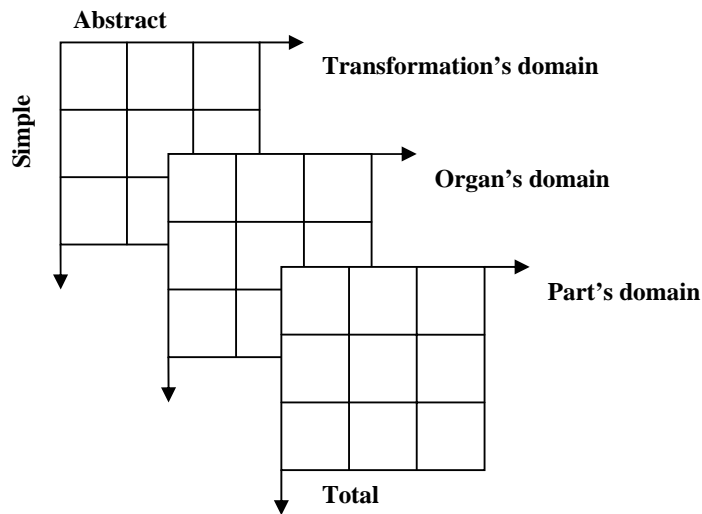 Abstract
Transformation’s domain
Simple
Organ’s domain
Part’s domain
Total